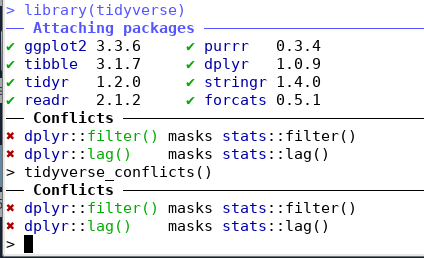 > library(tidyverse)
── Attaching packages ──
✔ ggplot2 3.3.6 ✔ purrr 0.3.4
✔ tibble 3.1.7 ✔ dplyr 1.0.9
✔ tidyr 1.2.0 ✔ stringr 1.4.0
✔ readr 2.1.2 ✔ forcats 0.5.1
── Conflicts ──
✖ dplyr::filter() masks stats::filter()
✖ dplyr::lag() masks stats::lag()
> tidyverse_conflicts()
── Conflicts ──
✖ dplyr::filter() masks stats::filter()
✖ dplyr::lag() masks stats::lag()
>